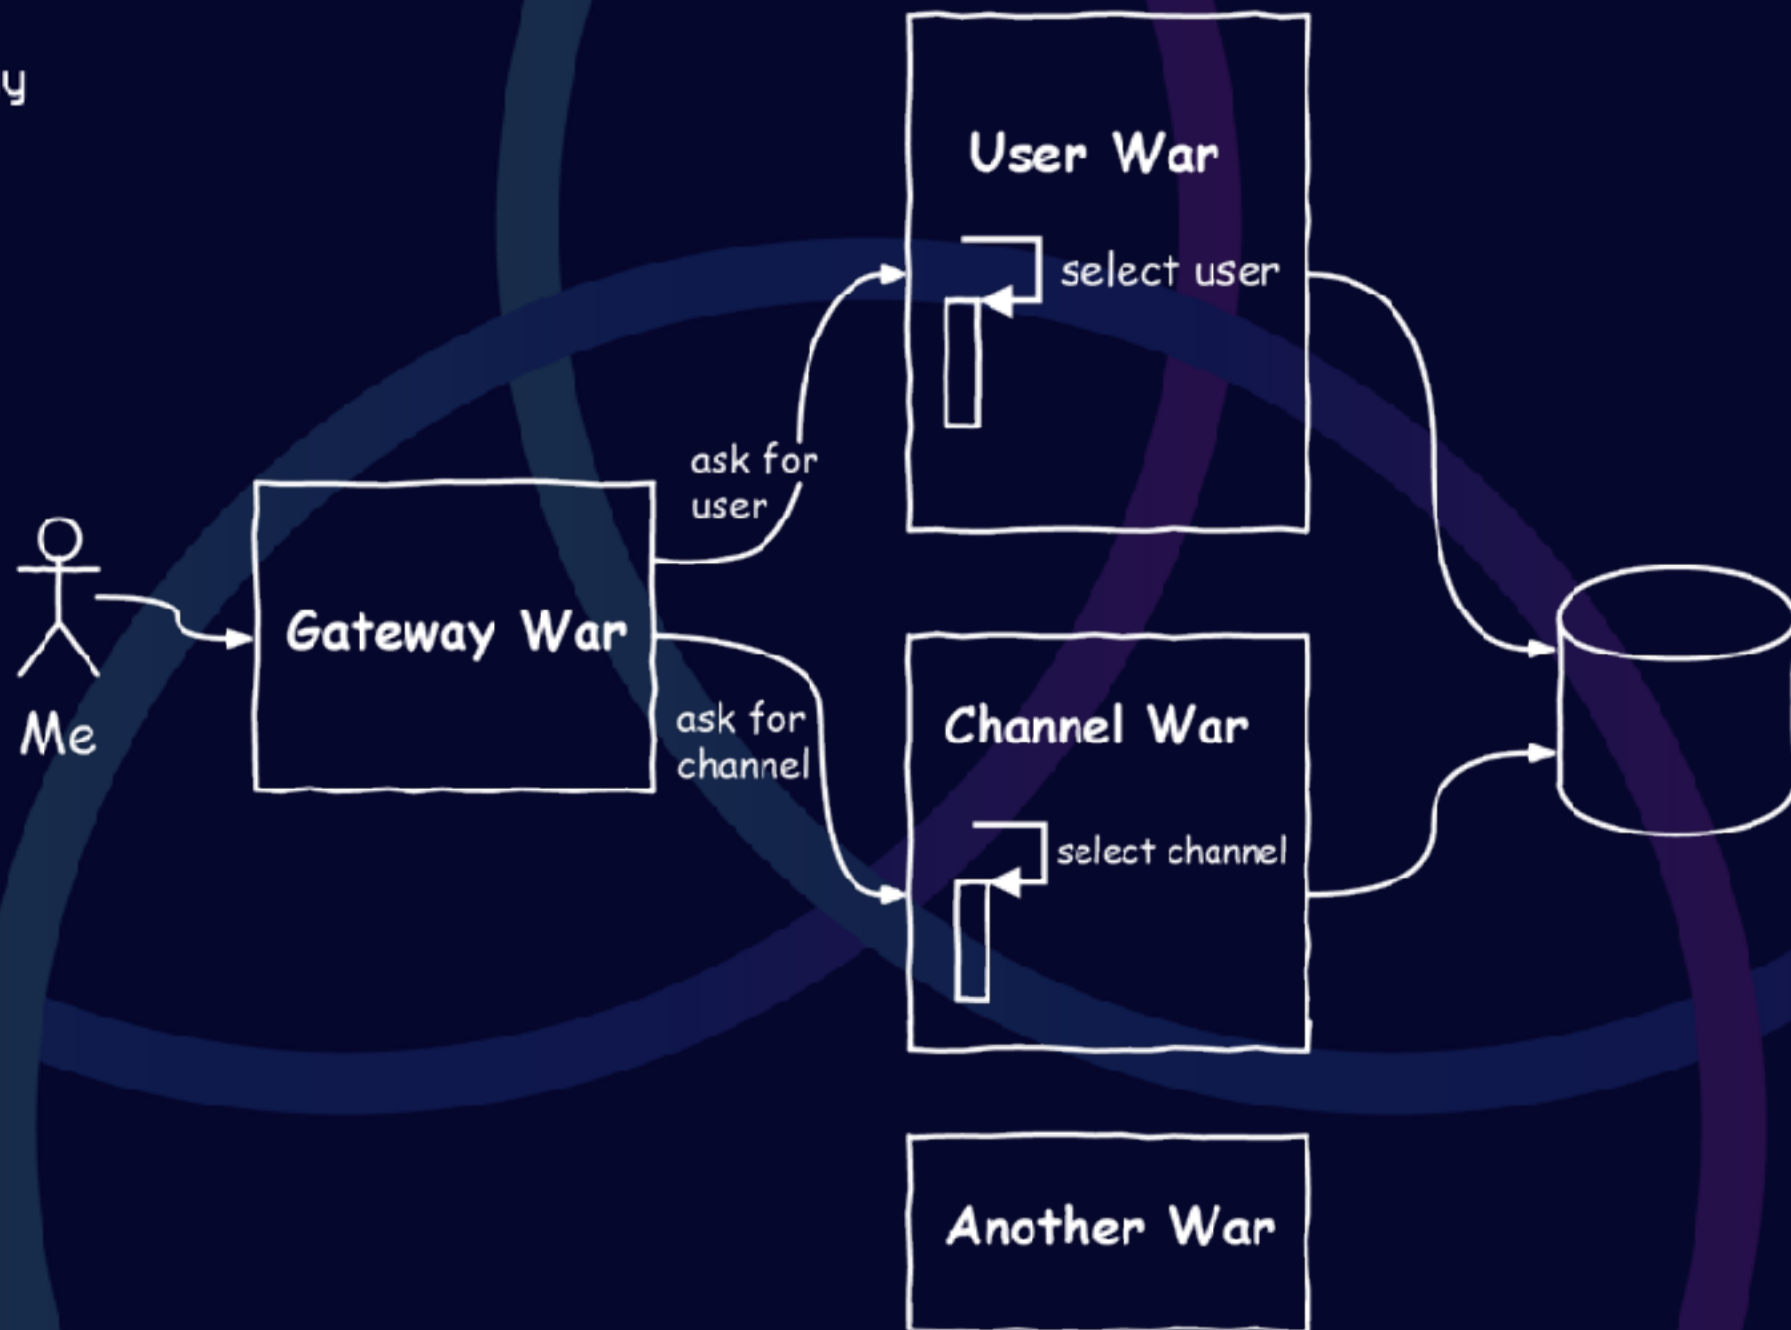 y
User War
select user
ask for
user
Me
Gateway War
ask for
channel
Channel War
select channel
Another War